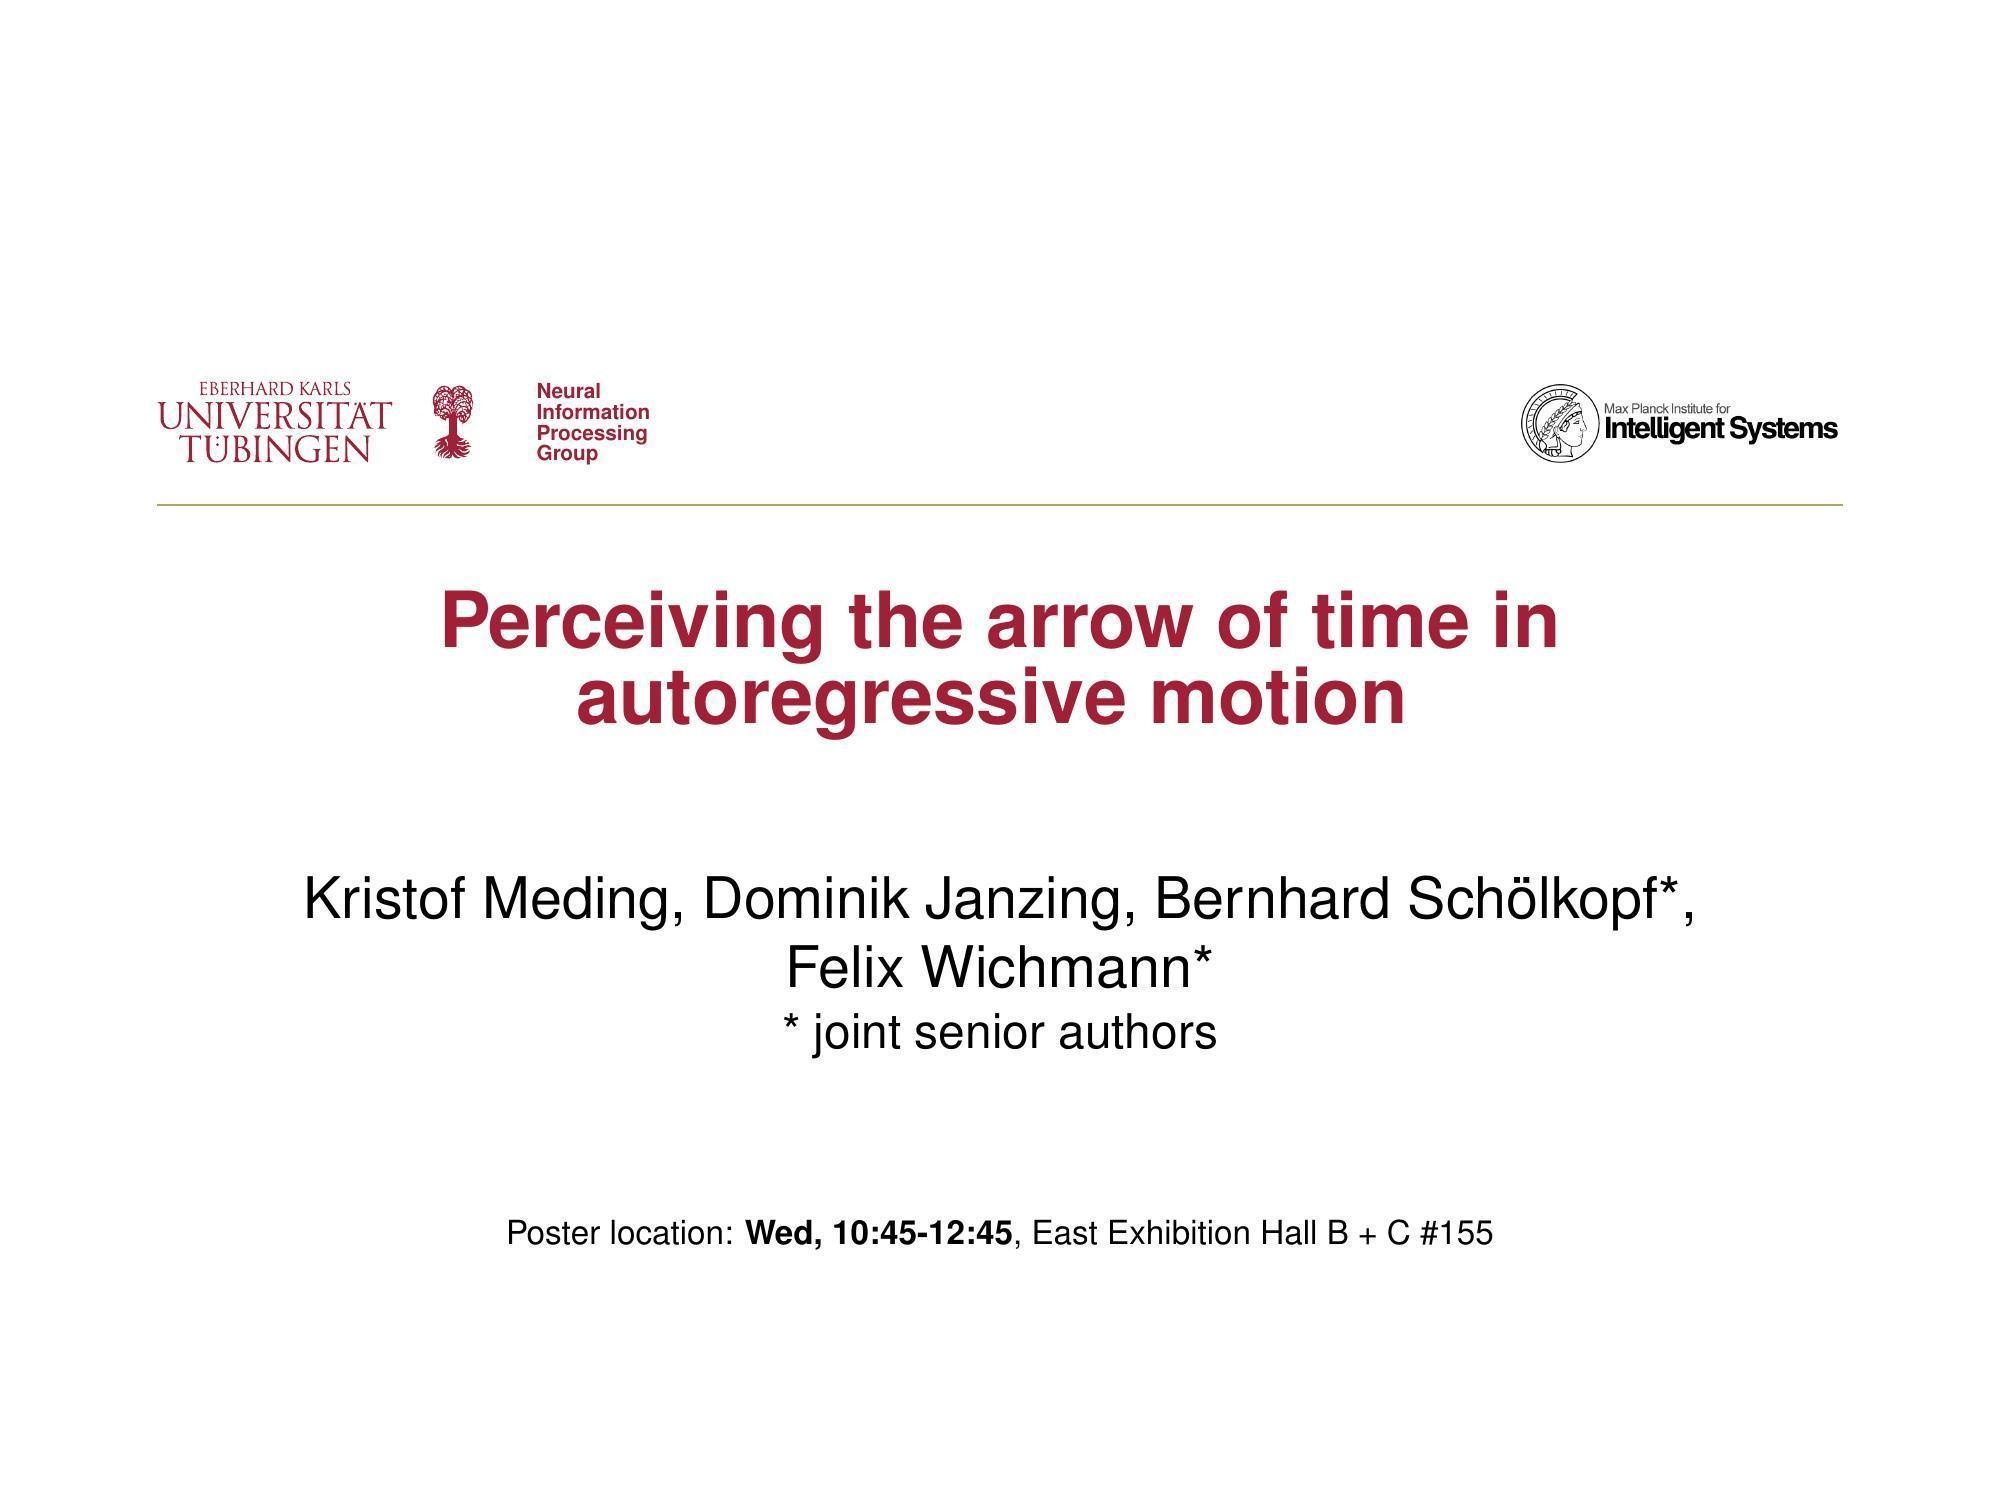 EBERHARD KARLS
UNIVERSITÄT
TÜBINGEN
Neural
Information
Processing
Group
Max Planck Institute for
Intelligent Systems
Perceiving the arrow of time in
autoregressive motion
Kristof Meding, Dominik Janzing, Bernhard Schölkopf*,
Felix Wichmann*
* joint senior authors
Poster location: Wed, 10:45-12:45, East Exhibition Hall B + C #155